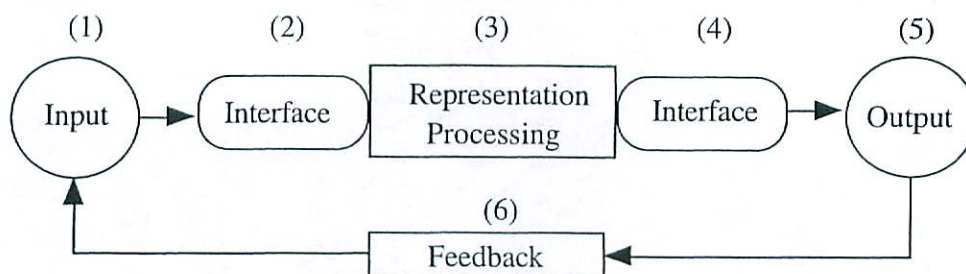 (1) (2) (3) (4) (5)
Input Interface Representation Processing Interface Output
(6)
Feedback